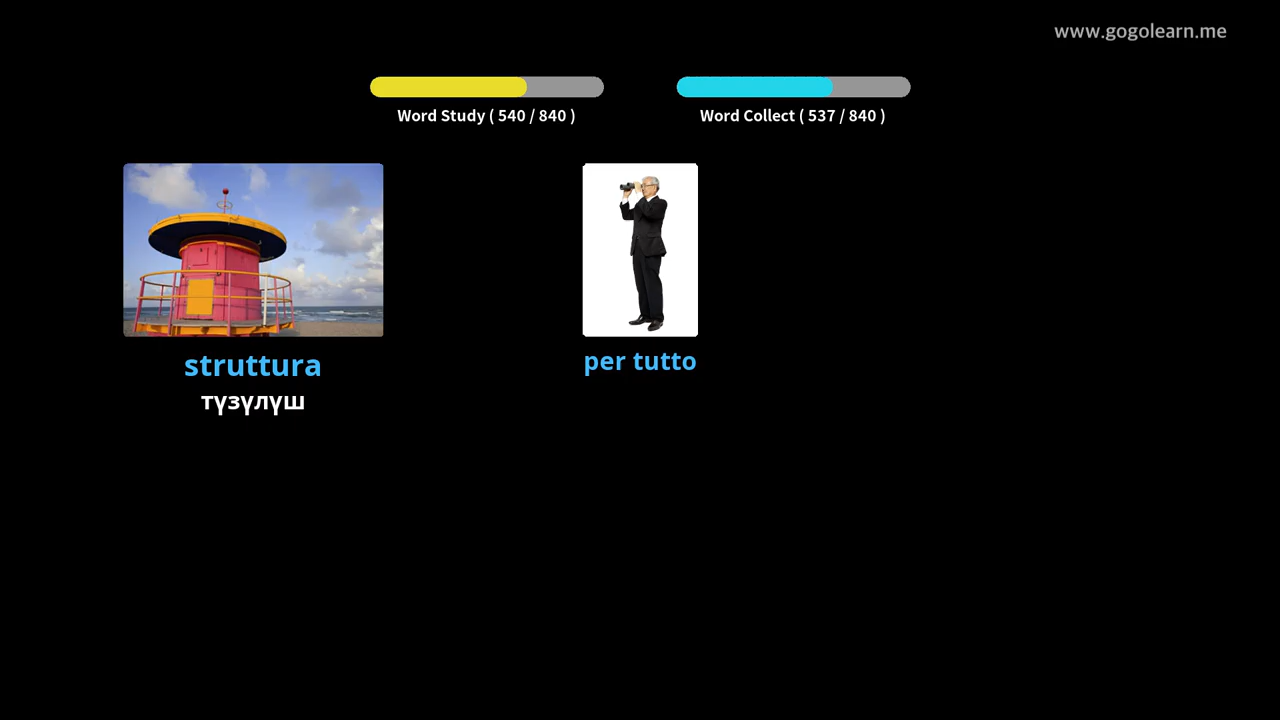 www.gogolearn.me
Word Study ( 540 / 840 )
Word Collect ( 537 / 840 )
struttura
түзүлүш
per tutto